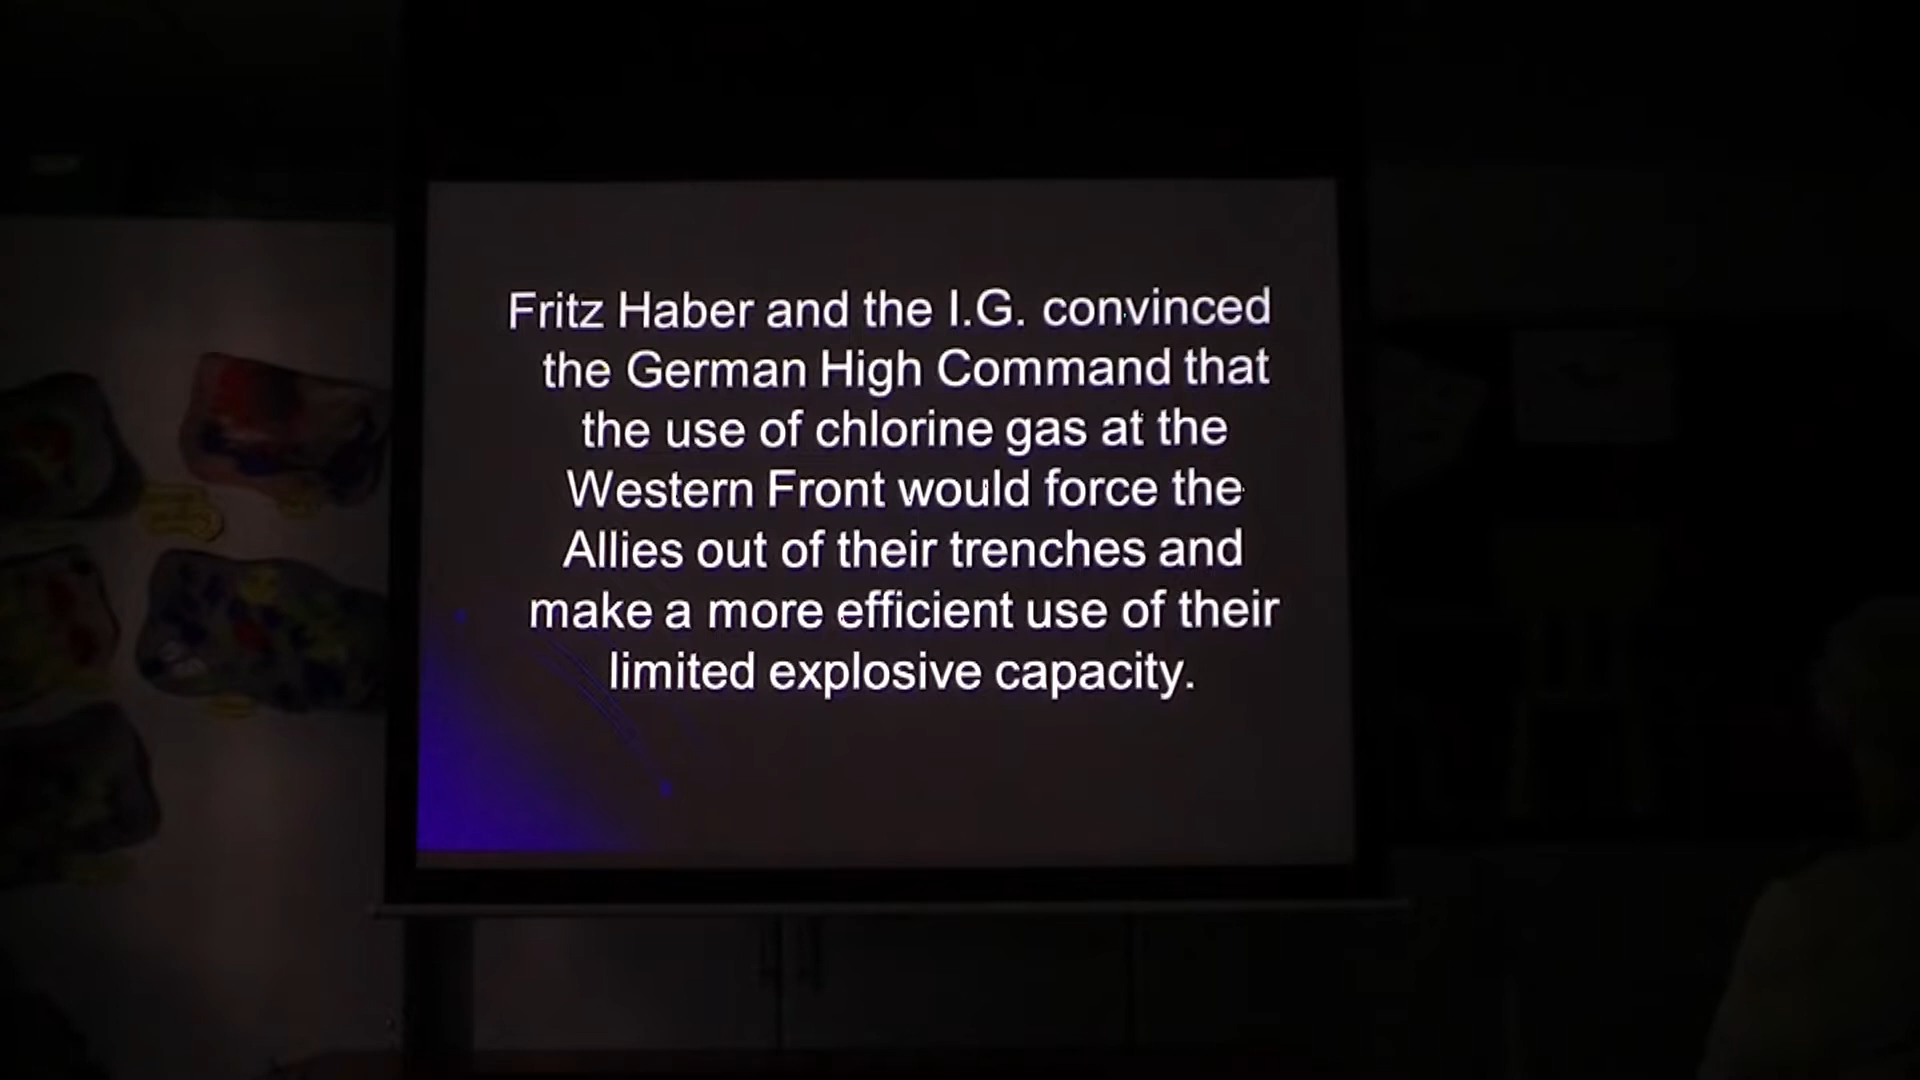 Fritz Haber and the I.G. convinced
the German High Command that
the use of chlorine gas at the
Western Front would force the
Allies out of their trenches and
make a more efficient use of their
limited explosive capacity.